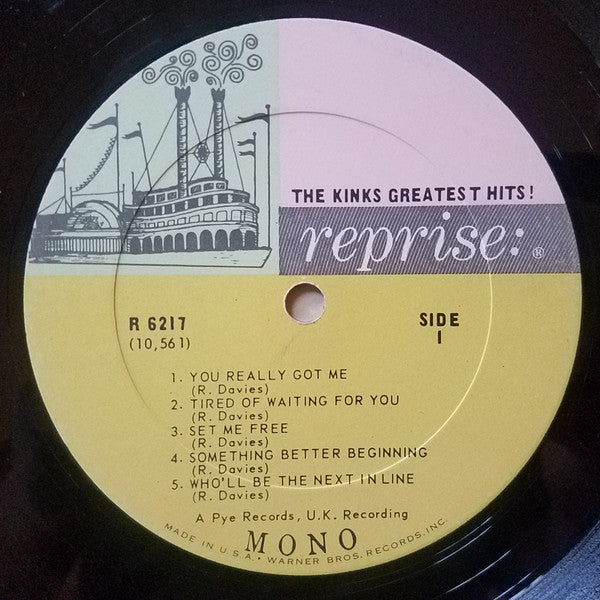 THE KINKS GREATEST HITS!
reprise: ®
R 6217
(10,561)
SIDE
1
1. YOU REALLY GOT ME
(R. Davies)
2. TIRED OF WAITING FOR YOU
(R. Davies)
3. SET ME FREE
(R. Davies)
4. SOMETHING BETTER BEGINNING
(R. Davies)
5. WHO'LL BE THE NEXT IN LINE
(R. Davies)
A Pye Records, U.K. Recording
MONO
MADE IN U.S.A. • WARNER BROS. RECORDS, INC.